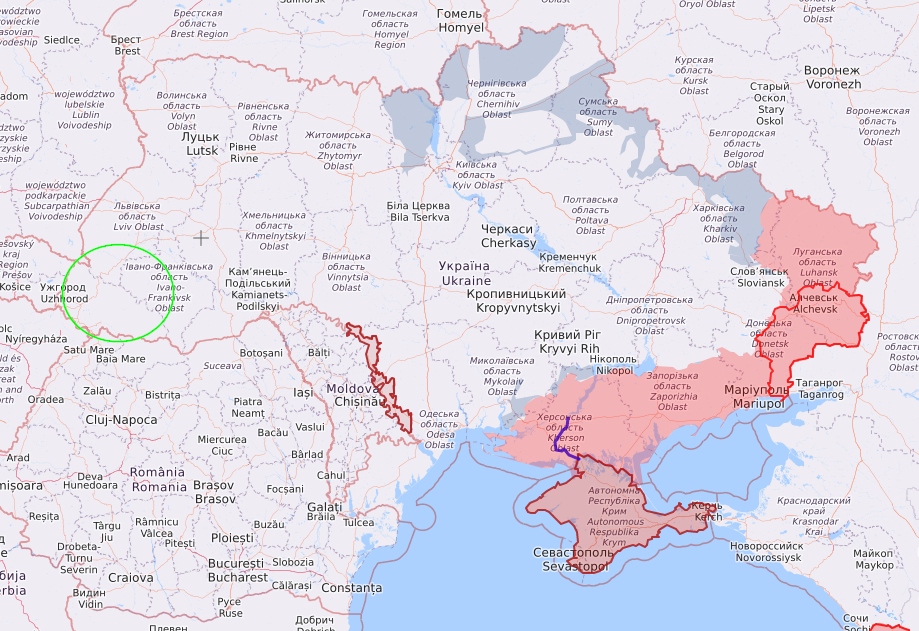 Брестская
область
Brest Region
Гомельская
область
Homyel
Region
Гомель
Homyel
Oryol Oblast
Липецкая
область
Lipetsk
Oblast
Siedlce
Брест
Brest
Курская
область
Kursk
Oblast
Воронеж
Voronezh
Старый
Оскол
Stary
Oskol
Воронежская
область
Voronezh
Oblast
województwo
lubelskie
Lublin
Voivodeship
Волинська
область
Volyn
Oblast
Рівненська
область
Rivne
Oblast
Чернігівська
область
Chernihiv
Oblast
Сумська
область
Sumy
Oblast
Белгородская
область
Belgorod
Oblast
Луцьк
Lutsk
Рівне
Rivne
Житомирська
область
Zhytomyr
Oblast
Київська
область
Kyiv Oblast
województwo
podkarpackie
Subcarpathian
Voivodeship
Львівська
область
Lviv Oblast
Хмельницька
область
Khmelnytskyi
Oblast
Біла Церква
Bila Tserkva
Полтавська
область
Poltava
Oblast
Харківська
область
Kharkiv
Oblast
Черкаси
Cherkasy
Prešovský
kraj
Region
of
Prešov
Košice
Ужгород
Uzhhorod
Івано-Франківська
область
Ivano-
Frankivsk
Oblast
Кам'янець-
Подільський
Kamianets-
Podilskyi
Вінницька
область
Vinnytsia
Oblast
Україна
Ukraine
Кременчук
Kremenchuk
Слов'янськ
Sloviansk
Луганська
область
Luhansk
Oblast
Кропивницький
Kropyvnytskyi
Дніпропетровська
область
Dnipropetrovsk
Oblast
Алчевськ
Alchevsk
Донецька
область
Donetsk
Oblast
Nyíregyháza
Satu Mare
Baia Mare
Botoșani
Bălți
Suceava
Кривий Ріг
Kryvyi Rih
Нікополь
Nikopol
Миколаївська
область
Mykolaiv
Oblast
Запорізька
область
Zaporizhia
Oblast
Маріуполь
Mariupol
Таганрог
Taganrog
Oradea
Zalău
Bistrița
Cluj-Napoca
Piatra
Neamț
Iași
Moldova
Chișinău
Vaslui
Одеська
область
Odesa
Oblast
Херсонська
область
Kherson
Oblast
Miercurea
Ciuc
Bacău
Bârlad
Arad
Deva
Hunedoara
România
Romania
Brașov
Brasov
Focșani
Cahul
Автономна
Республіка
Крим
Autonomous
Respublika
Krym
Керчь
Kerch
Краснодарский
край
Krasnodar
Krai
Reșița
Târgu
Jiu
Râmnicu
Vâlcea
Pitești
Buzău
Galați
Brăila
Tulcea
Ploiești
Drobeta-
Turnu
Severin
Craiova
București
Bucharest
Slobozia
Călărași
Constanța
Севастополь
Sevastopol
Новороссийск
Novorossiysk
Майкоп
Maykop
Видин
Vidin
Русе
Ruse
Плевен
Добрич
Dobrich
Сочи
Sochi